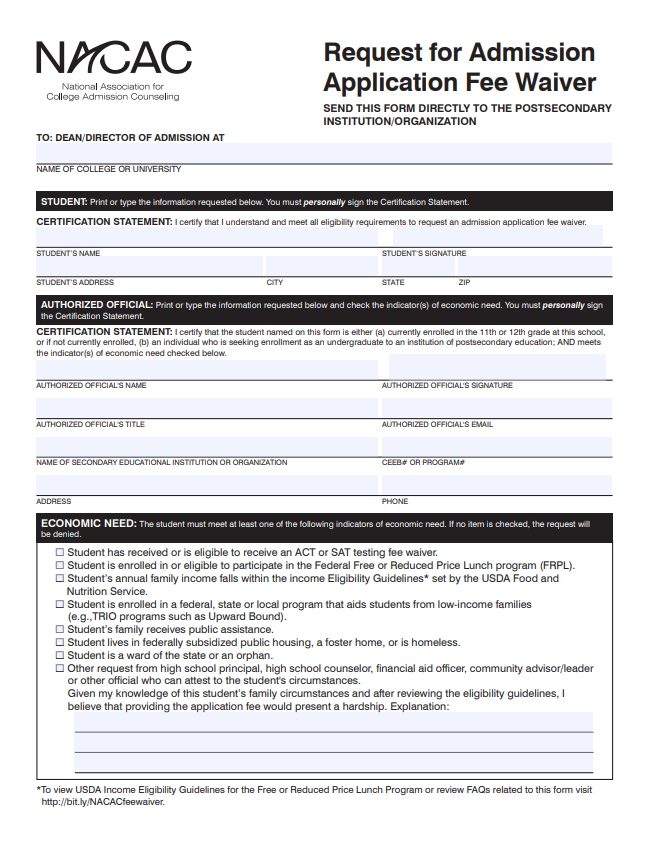 NACAC
National Association for
College Admission Counseling
Request for Admission
Application Fee Waiver
SEND THIS FORM DIRECTLY TO THE POSTSECONDARY
INSTITUTION/ORGANIZATION
TO: DEAN/DIRECTOR OF ADMISSION AT
NAME OF COLLEGE OR UNIVERSITY
STUDENT: Print or type the information requested below. You must personally sign the Certification Statement.
CERTIFICATION STATEMENT: I certify that I understand and meet all eligibility requirements to request an admission application fee waiver.
STUDENT'S NAME STUDENT'S SIGNATURE
STUDENT'S ADDRESS CITY STATE ZIP
AUTHORIZED OFFICIAL: Print or type the information requested below and check the indicator(s) of economic need. You must personally sign
the Certification Statement.
CERTIFICATION STATEMENT: I certify that the student named on this form is either (a) currently enrolled in the 11th or 12th grade at this school,
or if not currently enrolled, (b) an individual who is seeking enrollment as an undergraduate to an institution of postsecondary education; AND meets
the indicator(s) of economic need checked below.
AUTHORIZED OFFICIAL'S NAME AUTHORIZED OFFICIAL'S SIGNATURE
AUTHORIZED OFFICIAL'S TITLE AUTHORIZED OFFICIAL'S EMAIL
NAME OF SECONDARY EDUCATIONAL INSTITUTION OR ORGANIZATION CEEB# OR PROGRAM#
ADDRESS PHONE
ECONOMIC NEED: The student must meet at least one of the following indicators of economic need. If no item is checked, the request will
be denied.
☐ Student has received or is eligible to receive an ACT or SAT testing fee waiver.
☐ Student is enrolled in or eligible to participate in the Federal Free or Reduced Price Lunch program (FRPL).
☐ Student's annual family income falls within the income Eligibility Guidelines* set by the USDA Food and
Nutrition Service.
☐ Student is enrolled in a federal, state or local program that aids students from low-income families
(e.g.,TRIO programs such as Upward Bound).
☐ Student's family receives public assistance.
☐ Student lives in federally subsidized public housing, a foster home, or is homeless.
☐ Student is a ward of the state or an orphan.
☐ Other request from high school principal, high school counselor, financial aid officer, community advisor/leader
or other official who can attest to the student's circumstances.
Given my knowledge of this student's family circumstances and after reviewing the eligibility guidelines, I
believe that providing the application fee would present a hardship. Explanation:
*To view USDA Income Eligibility Guidelines for the Free or Reduced Price Lunch Program or review FAQs related to this form visit
http://bit.ly/NACACfeewaiver.